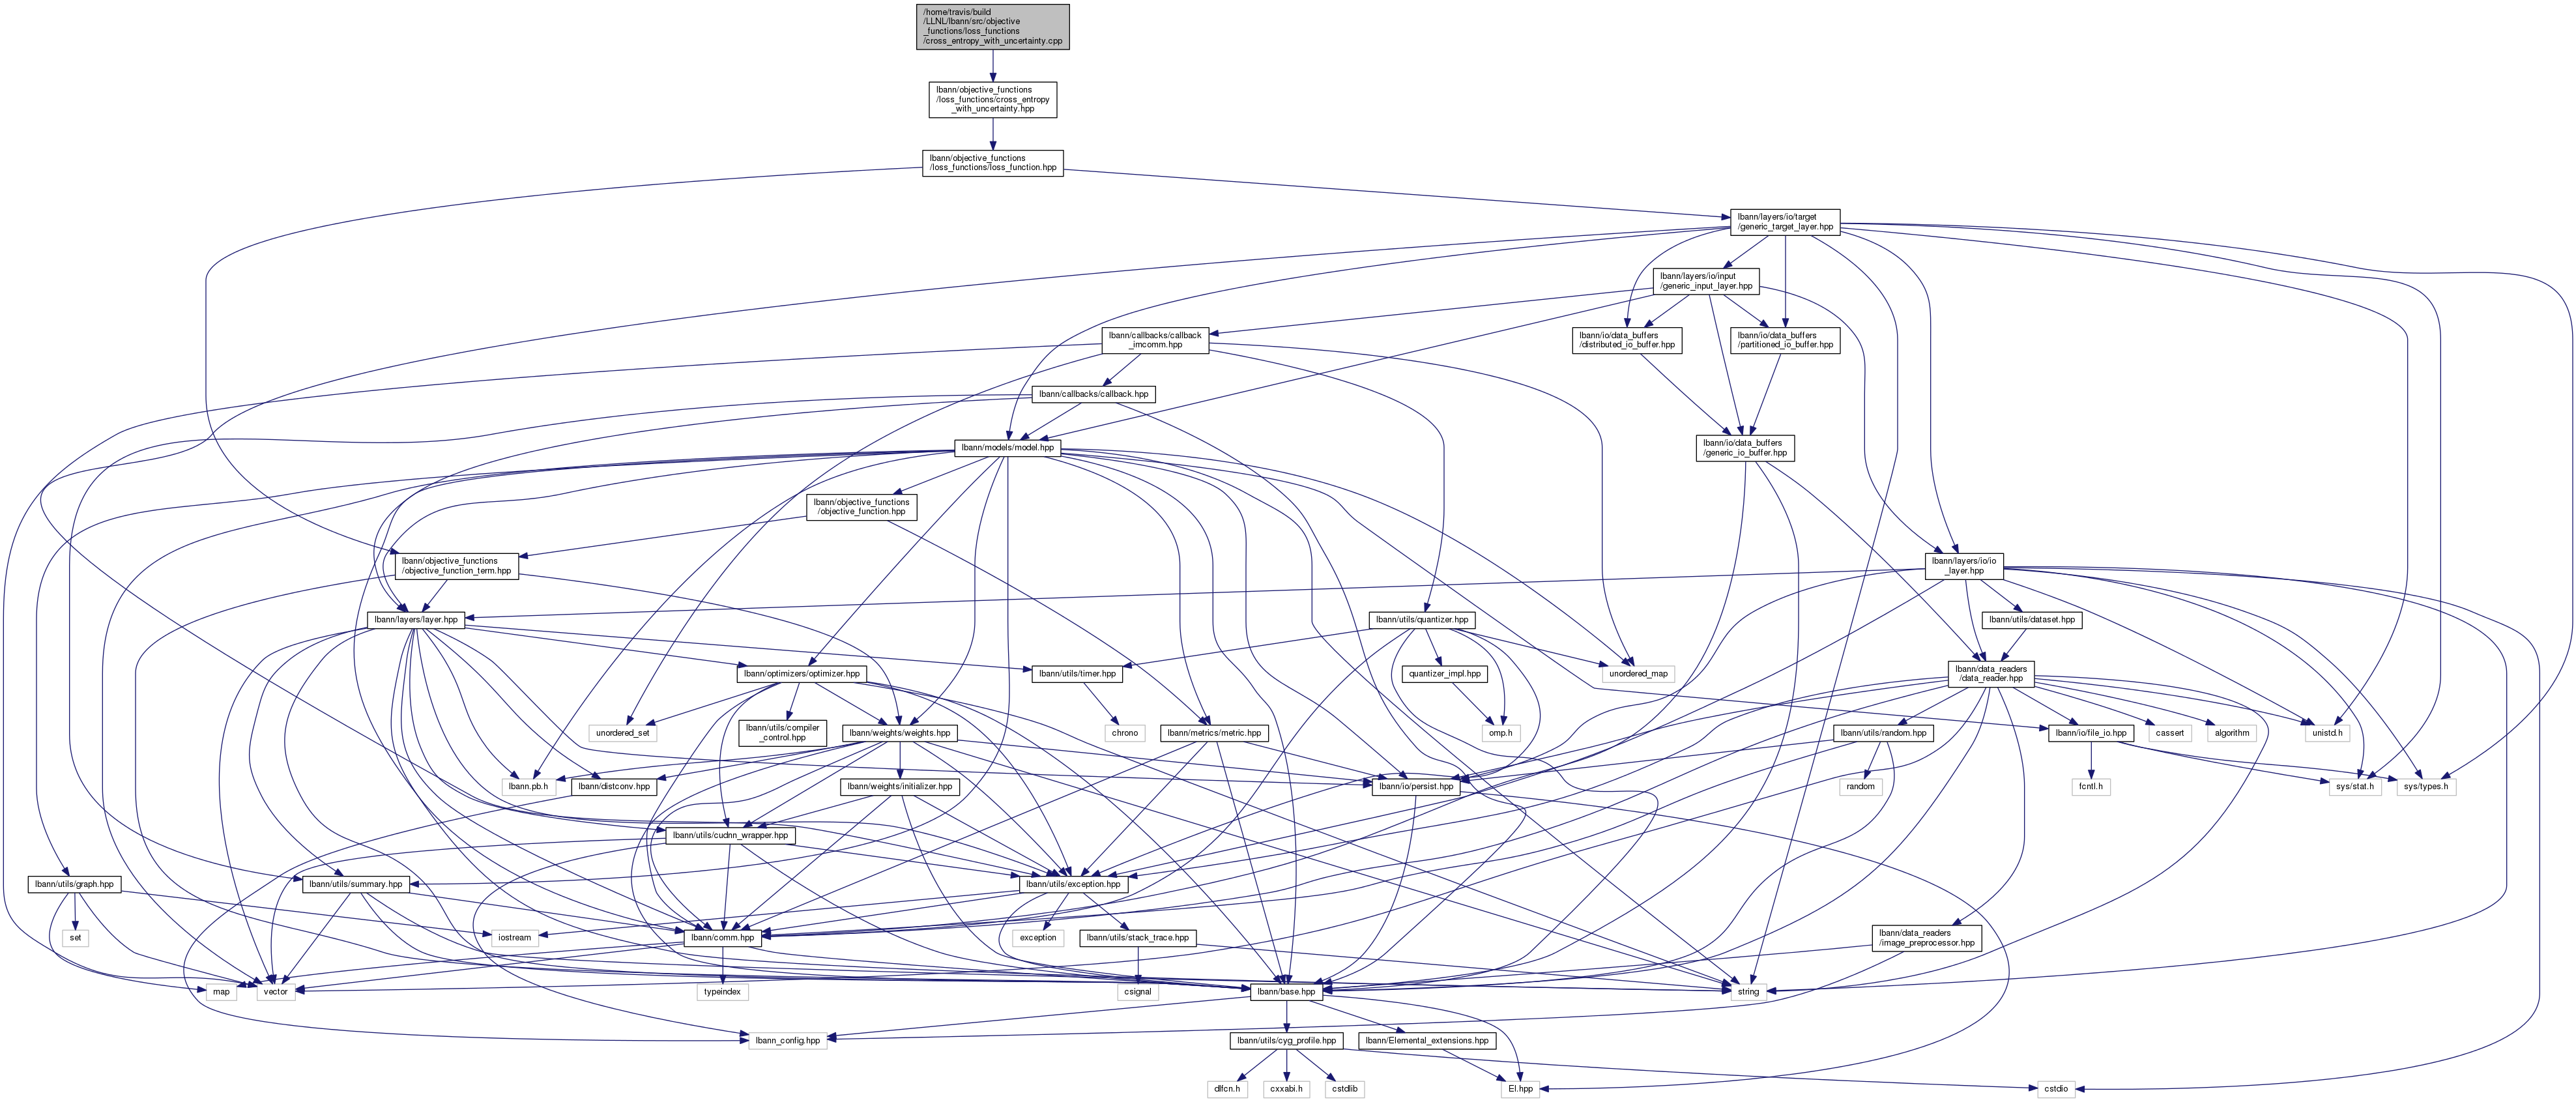 /home/travis/build
/LLNL/lbann/src/objective
_functions/loss_functions
/cross_entropy_with_uncertainty.cpp
lbann/objective_functions
/loss_functions/cross_entropy
_with_uncertainty.hpp
lbann/objective_functions
/loss_functions/loss_function.hpp
lbann/layers/io/target
/generic_target_layer.hpp
lbann/layers/io/input
/generic_input_layer.hpp
lbann/callbacks/callback
_imcomm.hpp
lbann/io/data_buffers
/distributed_io_buffer.hpp
lbann/io/data_buffers
/partitioned_io_buffer.hpp
lbann/callbacks/callback.hpp
lbann/models/model.hpp
lbann/io/data_buffers
/generic_io_buffer.hpp
lbann/objective_functions
/objective_function.hpp
lbann/objective_functions
/objective_function_term.hpp
lbann/layers/io/io
_layer.hpp
lbann/layers/layer.hpp
lbann/utils/quantizer.hpp
lbann/utils/dataset.hpp
lbann/optimizers/optimizer.hpp
lbann/utils/timer.hpp
quantizer_impl.hpp
unordered_map
lbann/data_readers
/data_reader.hpp
unordered_set
lbann/utils/compiler
_control.hpp
lbann/weights/weights.hpp
chrono
lbann/metrics/metric.hpp
omp.h
lbann/utils/random.hpp
lbann/io/file_io.hpp
cassert
algorithm
unistd.h
lbann.pb.h
lbann/distconv.hpp
lbann/weights/initializer.hpp
lbann/io/persist.hpp
random
fcntl.h
sys/stat.h
sys/types.h
lbann/utils/cudnn_wrapper.hpp
lbann/utils/graph.hpp
lbann/utils/summary.hpp
lbann/utils/exception.hpp
set
iostream
lbann/comm.hpp
exception
lbann/utils/stack_trace.hpp
lbann/data_readers
/image_preprocessor.hpp
map
vector
typeindex
csignal
lbann/base.hpp
string
lbann_config.hpp
lbann/utils/cyg_profile.hpp
lbann/Elemental_extensions.hpp
dlfcn.h
cxxabi.h
cstdlib
El.hpp
cstdio